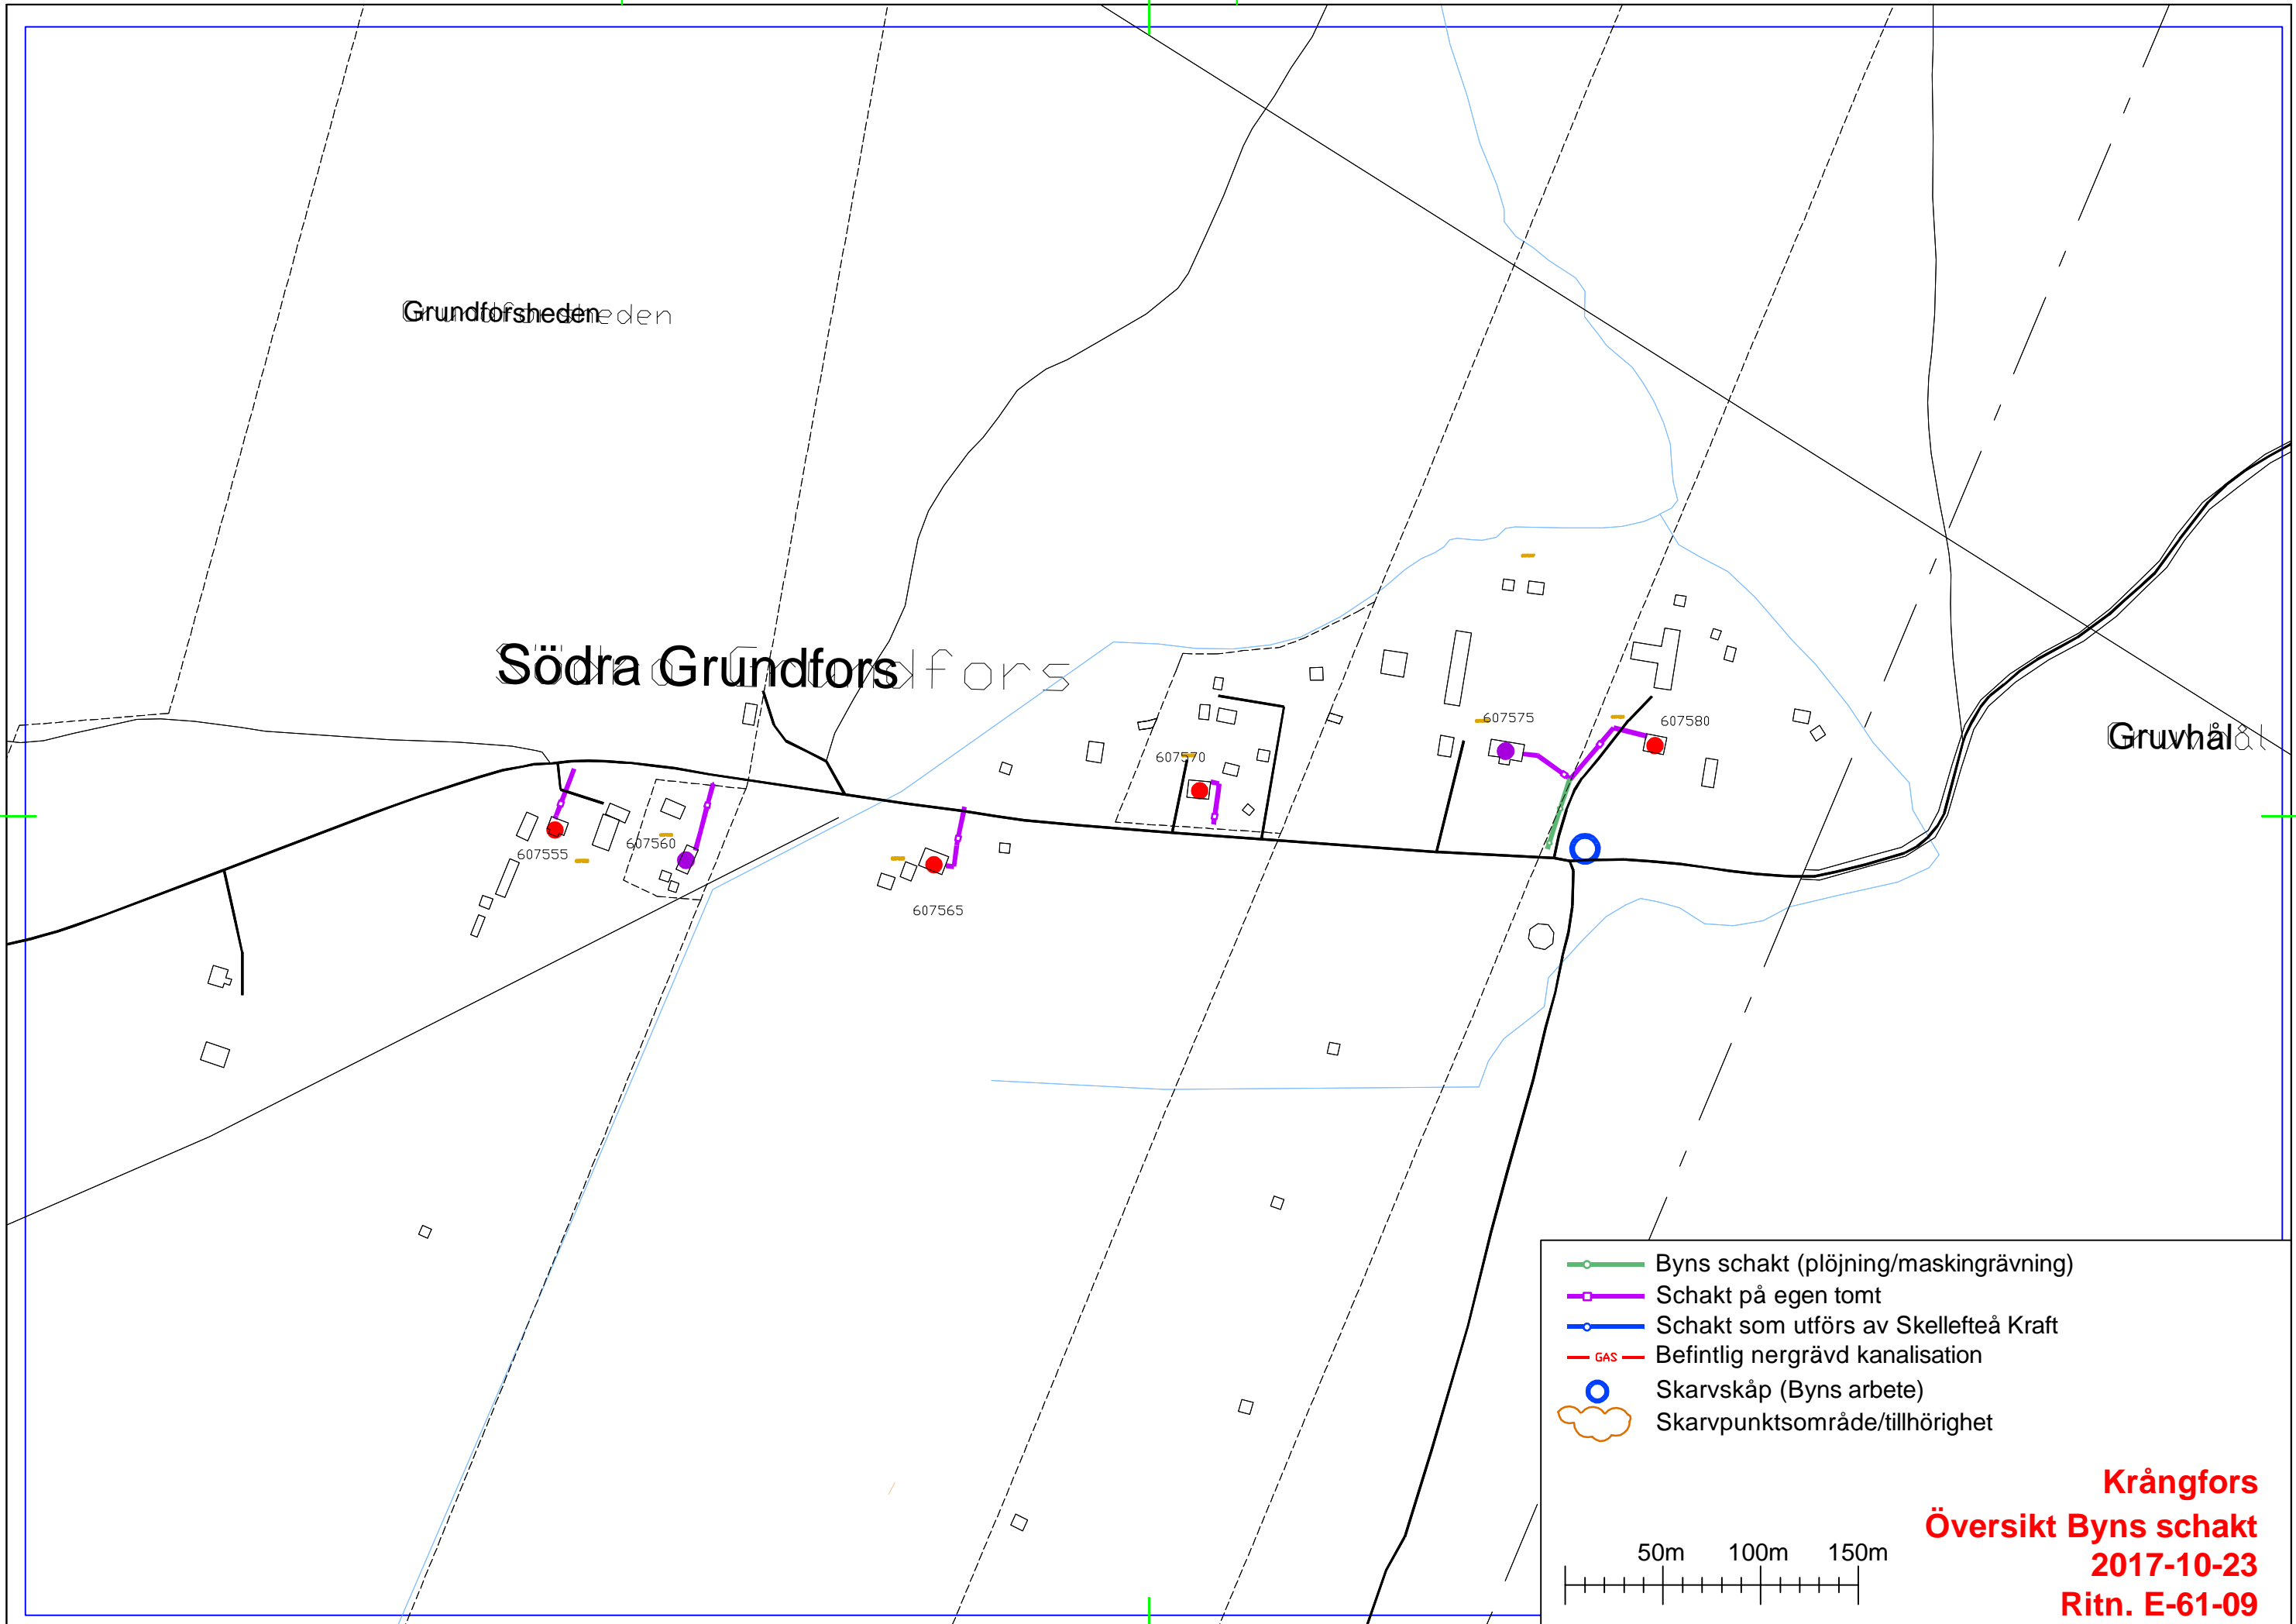 Grundforsheden
Södra Grundfors
Gruvhål
607575
607580
607570
607560
607555
607565
Byns schakt (plöjning/maskingrävning)
Schakt på egen tomt
Schakt som utförs av Skellefteå Kraft
GAS Befintlig nergrävd kanalisation
Skarvskåp (Byns arbete)
Skarvpunktsområde/tillhörighet
Krångfors
Översikt Byns schakt
2017-10-23
Ritn. E-61-09
50m 100m 150m